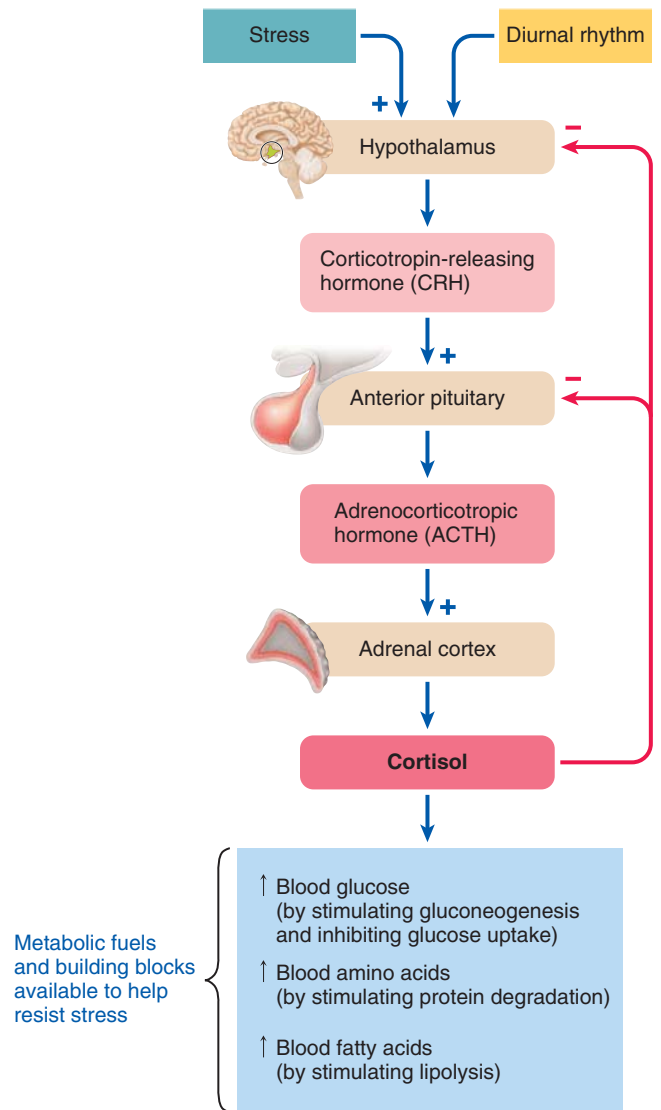 Stress
Diurnal rhythm
+
–
Hypothalamus
Corticotropin-releasing
hormone (CRH)
+
–
Anterior pituitary
Adrenocorticotropic
hormone (ACTH)
+
Adrenal cortex
Cortisol
↑ Blood glucose
(by stimulating gluconeogenesis
and inhibiting glucose uptake)
↑ Blood amino acids
(by stimulating protein degradation)
↑ Blood fatty acids
(by stimulating lipolysis)
Metabolic fuels
and building blocks
available to help
resist stress